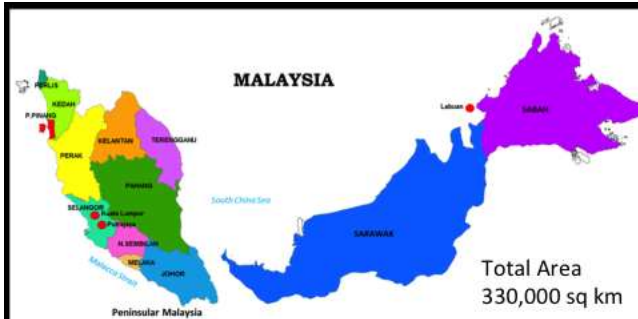 MALAYSIA
PERLIS
KEDAH
P.PINANG
PERAK
KELANTAN
TERENGGANU
PAHANG
SELANGOR
Kuala Lumpur
Putrajaya
N.SEMBILAN
MELAKA
JOHOR
Malacca Strait
Peninsular Malaysia
South China Sea
Labuan
SABAH
SARAWAK
Total Area
330,000 sq km